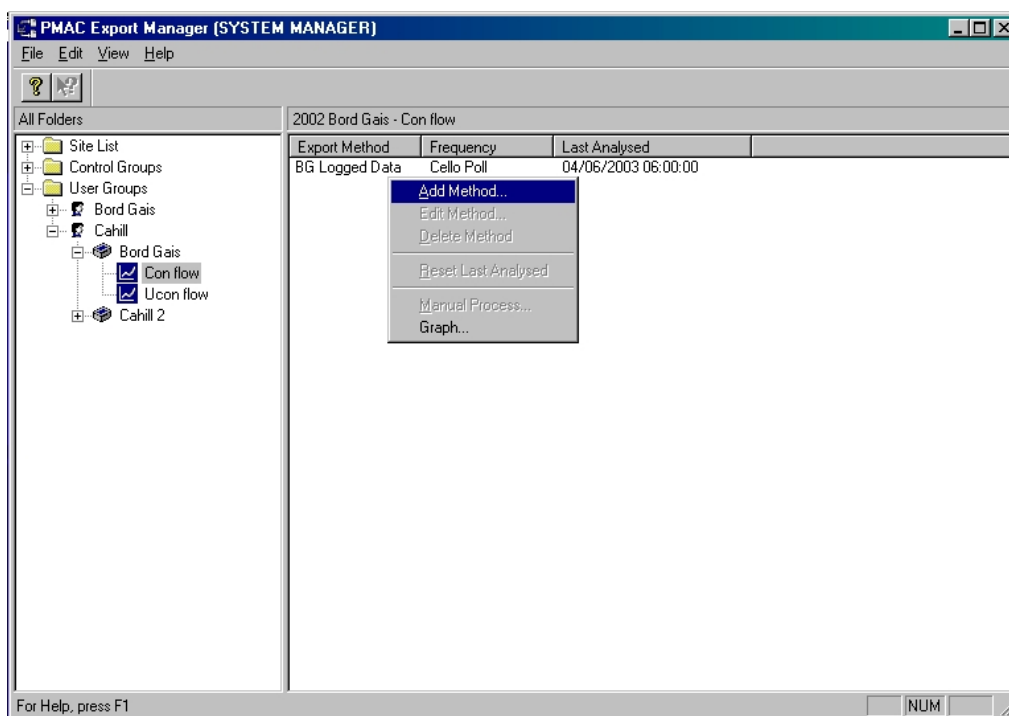 PMAC Export Manager (SYSTEM MANAGER)
File Edit View Help
All Folders
2002 Bord Gais - Con flow
Site List
Control Groups
User Groups
Bord Gais
Cahill
Bord Gais
Con flow
Ucon flow
Cahill 2
Export Method Frequency Last Analysed
BG Logged Data Cello Poll 04/06/2003 06:00:00
Add Method...
Edit Method...
Delete Method
Reset Last Analysed
Manual Process...
Graph...
For Help, press F1
NUM